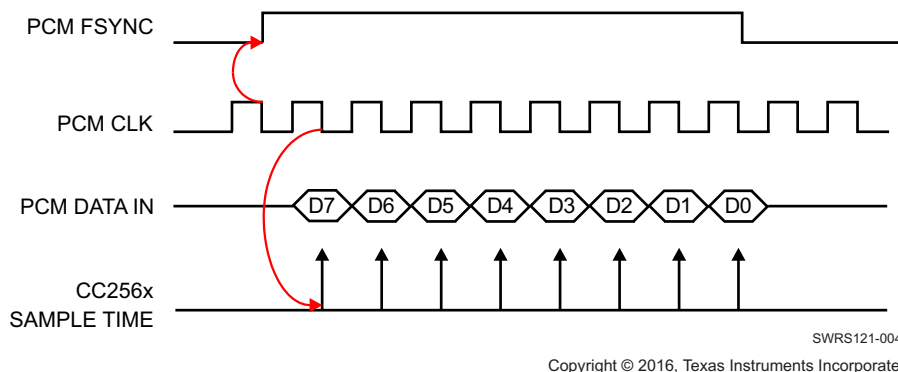 PCM FSYNC
PCM CLK
PCM DATA IN
D7 D6 D5 D4 D3 D2 D1 D0
CC256x
SAMPLE TIME
SWRS121-004
Copyright © 2016, Texas Instruments Incorporate